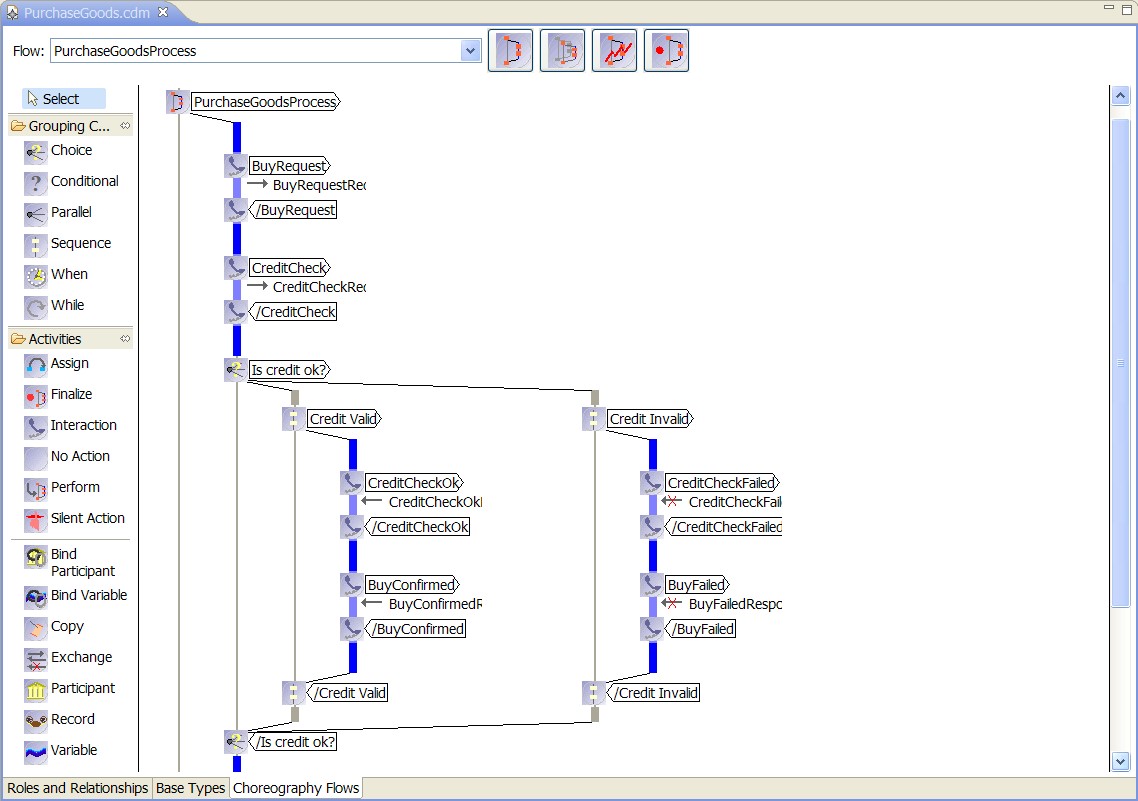 PurchaseGoods.cdm
Flow: PurchaseGoodsProcess
Select
Grouping C...
Choice
Conditional
Parallel
Sequence
When
While
Activities
Assign
Finalize
Interaction
No Action
Perform
Silent Action
Bind
Participant
Bind Variable
Copy
Exchange
Participant
Record
Variable
PurchaseGoodsProcess
BuyRequest
BuyRequestReq
/BuyRequest
CreditCheck
CreditCheckReq
/CreditCheck
Is credit ok?
Credit Valid
CreditCheckOk
CreditCheckOkR
/CreditCheckOk
BuyConfirmed
BuyConfirmedR
/BuyConfirmed
/Credit Valid
Credit Invalid
CreditCheckFailed
CreditCheckFail
/CreditCheckFailed
BuyFailed
BuyFailedRespo
/BuyFailed
/Credit Invalid
/Is credit ok?
Roles and Relationships
Base Types
Choreography Flows